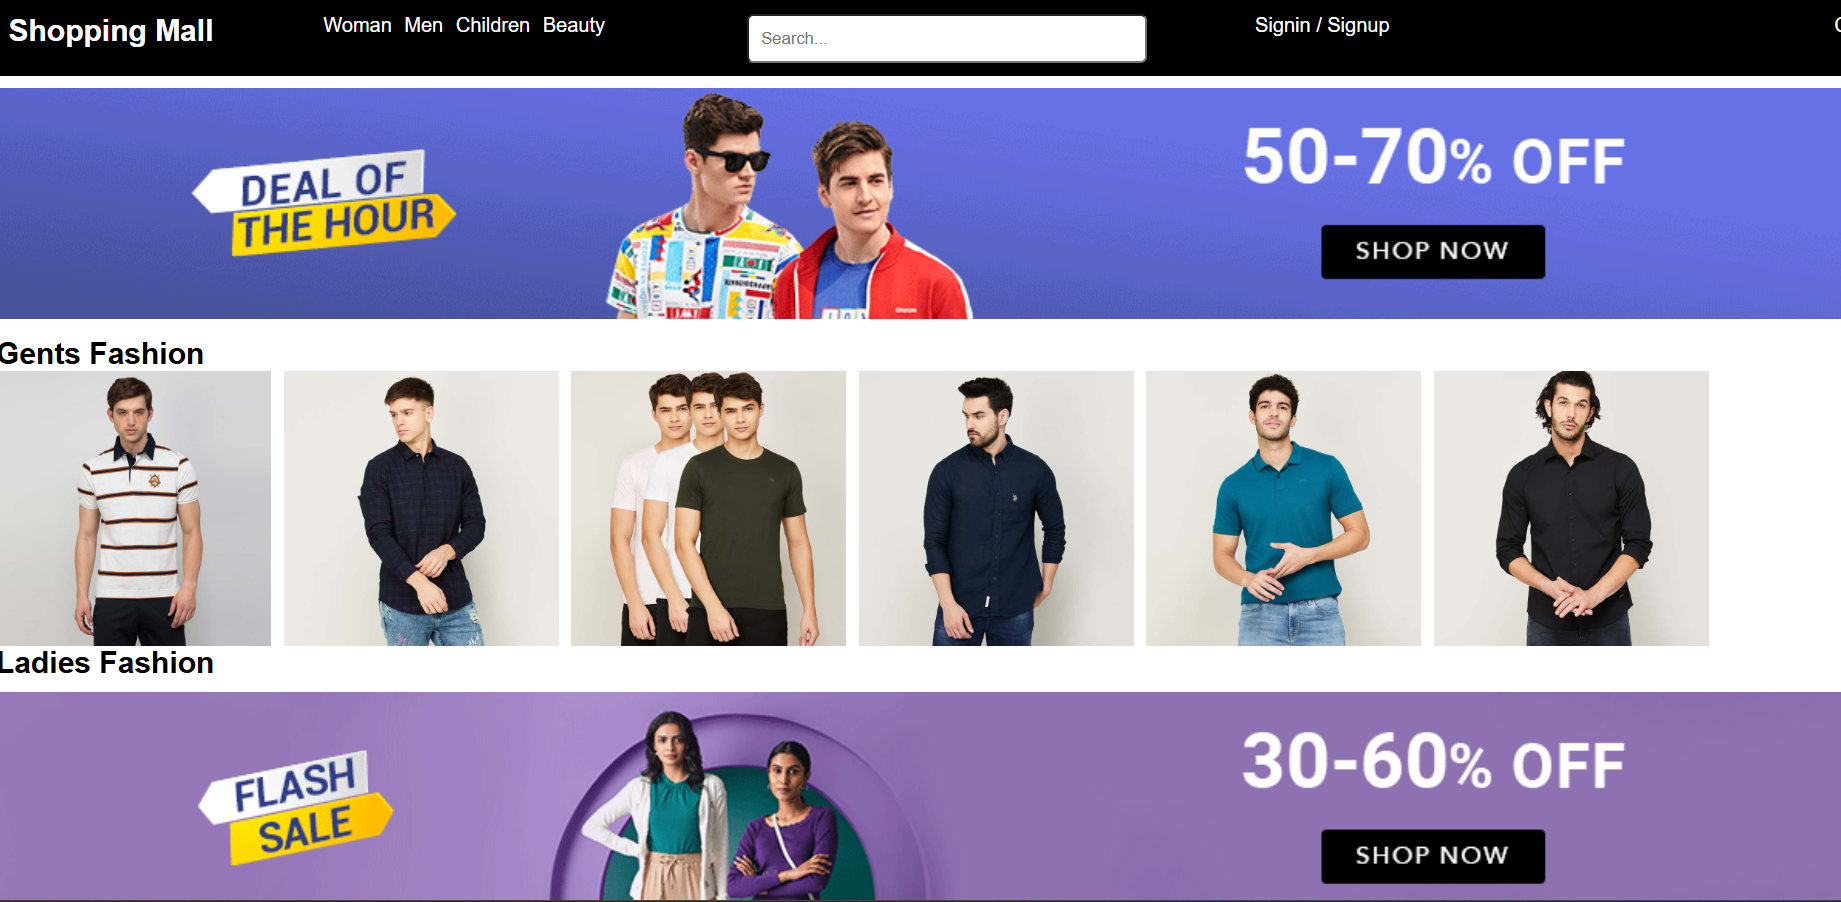 Shopping Mall Woman Men Children Beauty Search... Signin / Signup
DEAL OF
THE HOUR
50-70% OFF
SHOP NOW
Gents Fashion
Ladies Fashion
FLASH
SALE
30-60% OFF
SHOP NOW